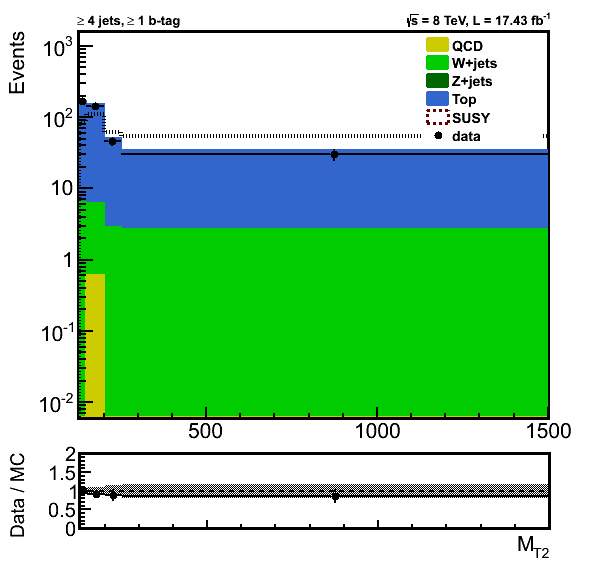 ≥ 4 jets, ≥ 1 b-tag
√s = 8 TeV, L = 17.43 fb⁻¹
Events
10³
10²
10
1
10⁻¹
10⁻²
QCD
W+jets
Z+jets
Top
SUSY
data
500
1000
1500
Data / MC
2
1.5
1
0.5
0
M_T2